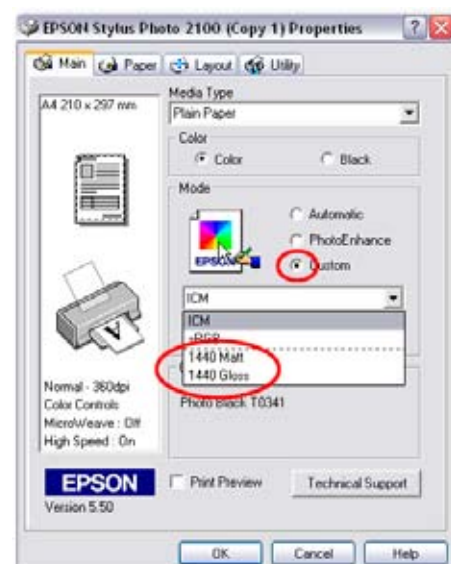 EPSON Stylus Photo 2100 (Copy 1) Properties
Main Paper Layout Utility
A4 210 x 297 mm
Media Type
Plain Paper
Color
Color Black
Mode
Automatic
PhotoEnhance
EPSON
Custom
ICM
ICM
sRGB
1440 Matt
1440 Gloss
Photo Black T0341
Normal - 360dpi
Color Controls
MicroWeave : Off
High Speed : On
EPSON
Print Preview Technical Support
Version 5.50
OK Cancel Help